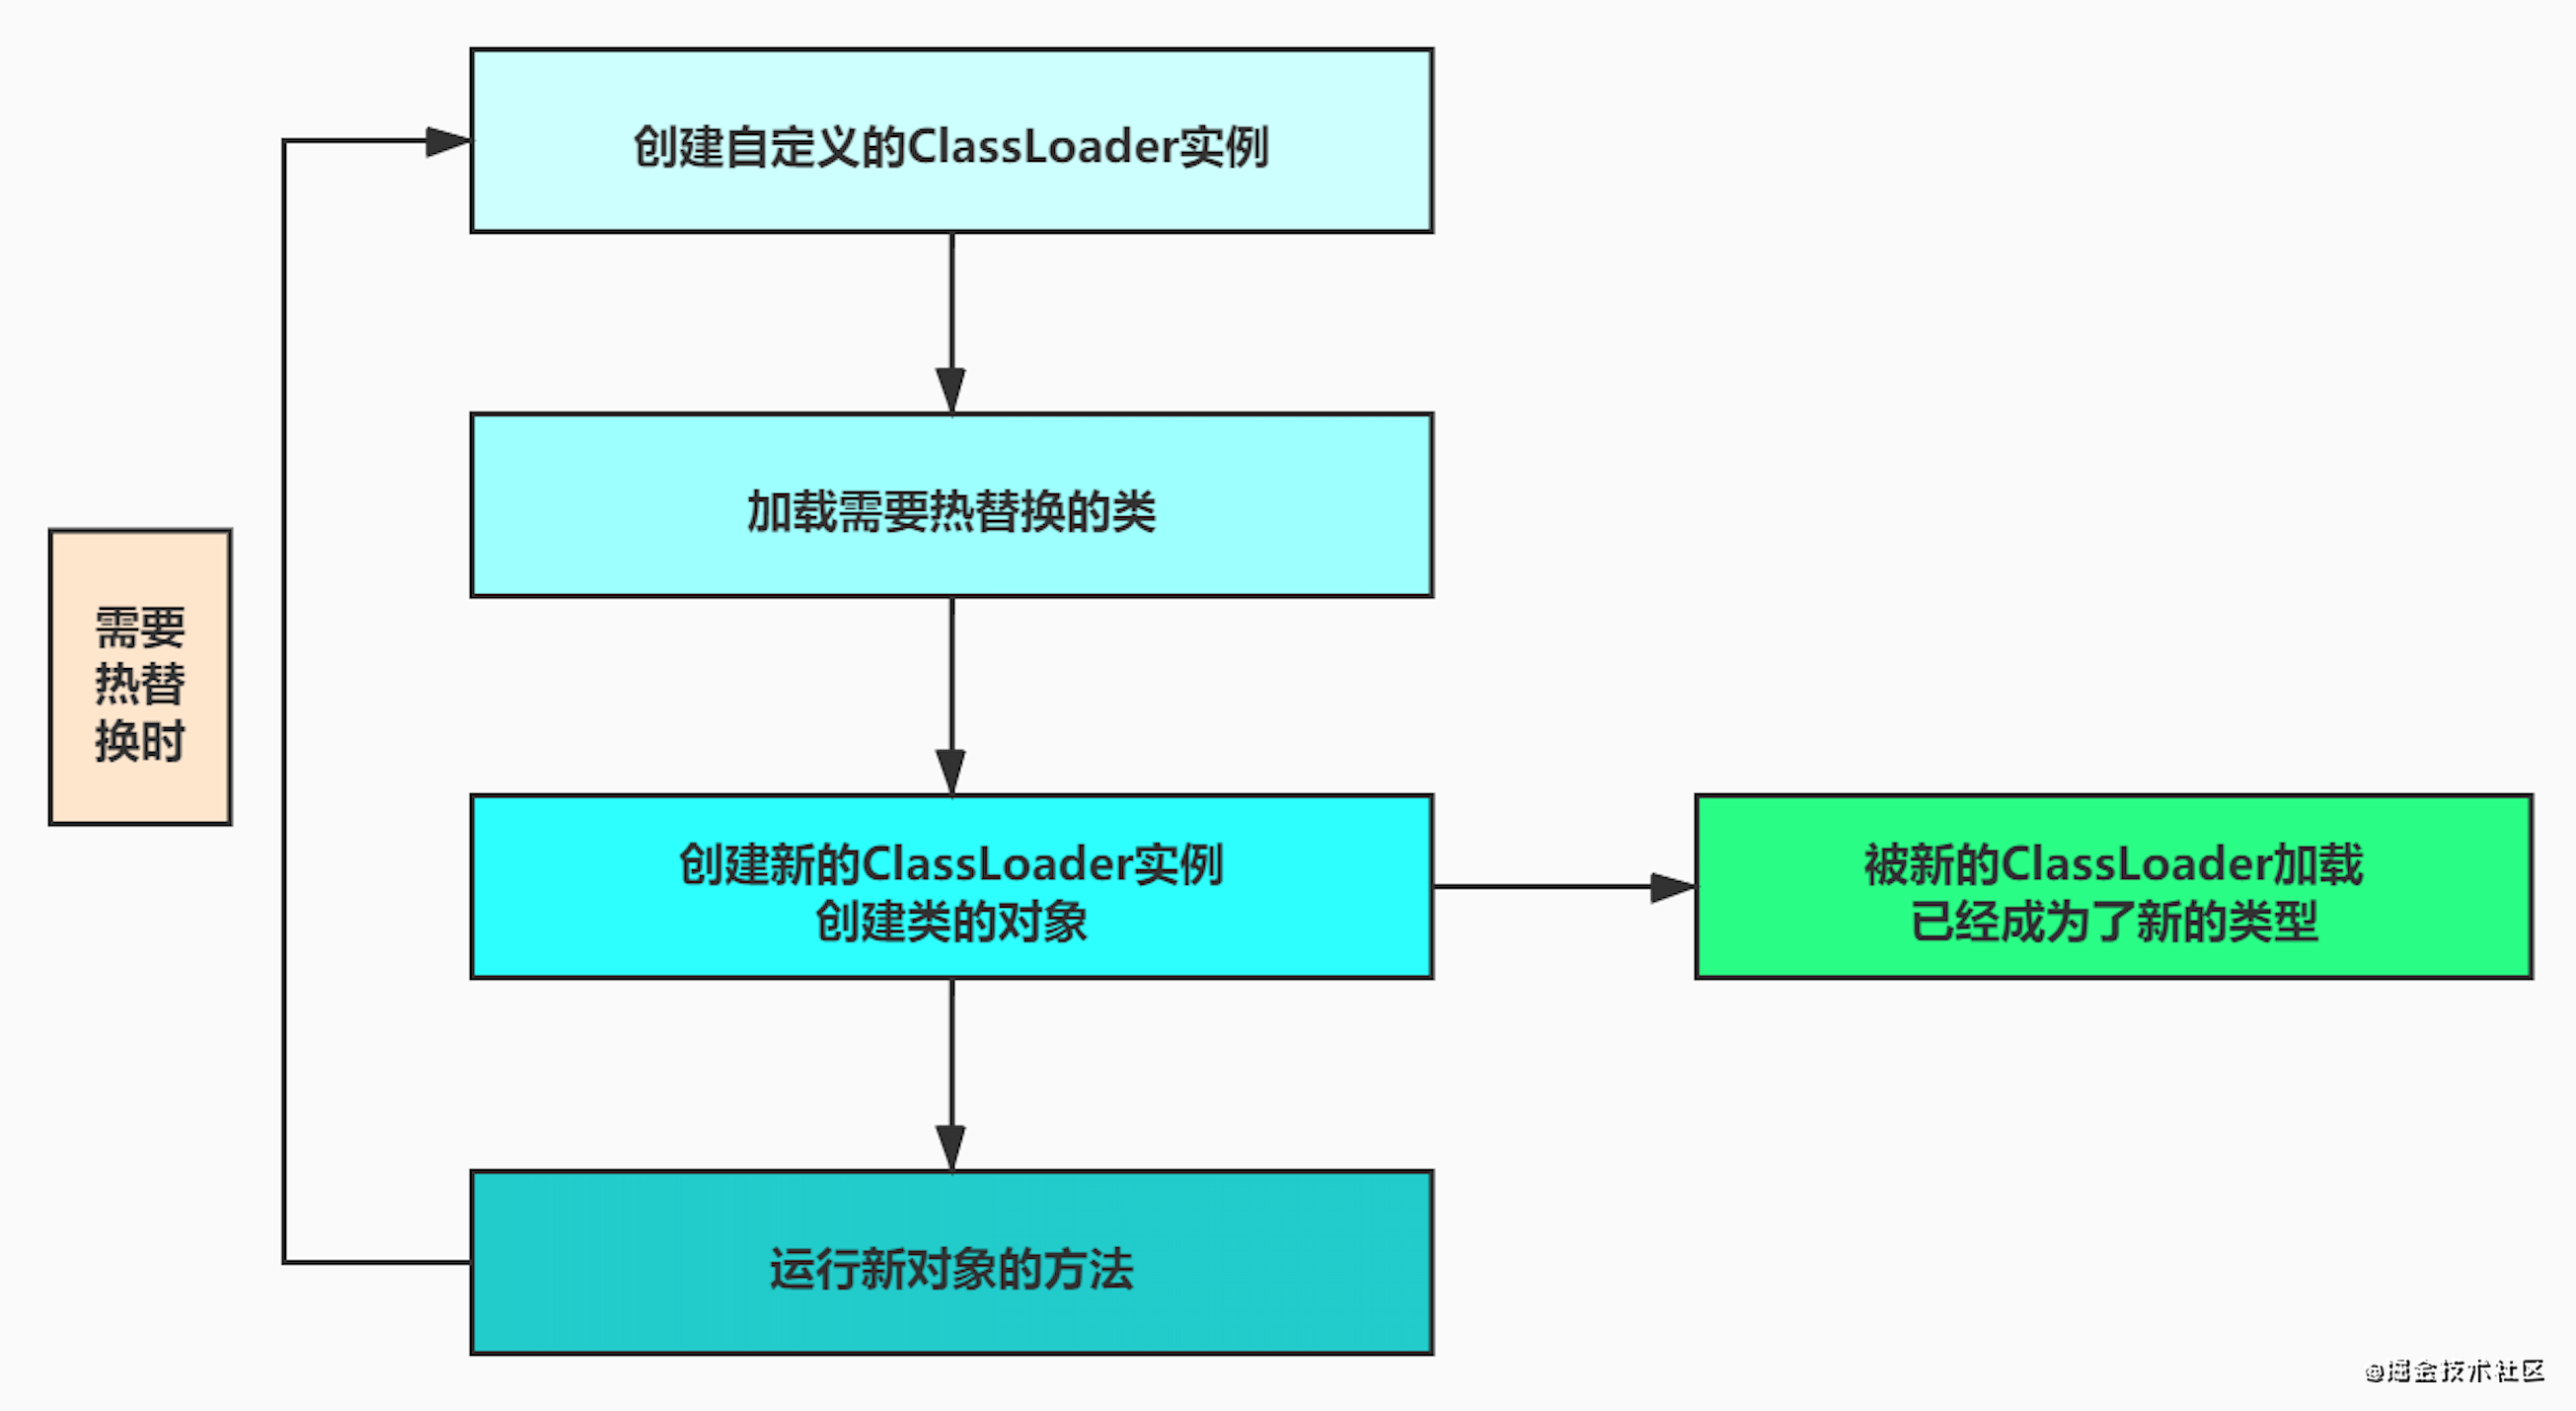 创建自定义的ClassLoader实例
加载需要热替换的类
需要
热替
换时
创建新的ClassLoader实例
创建类的对象
被新的ClassLoader加载
已经成为了新的类型
运行新对象的方法
@掘金技术社区